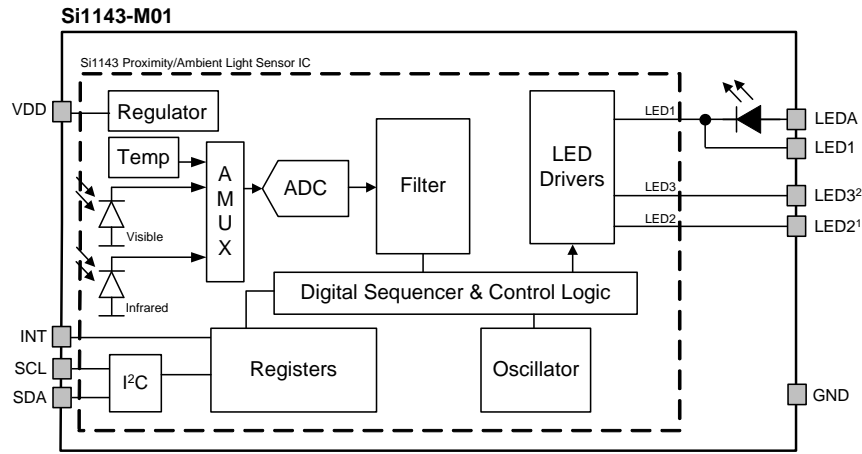 Si1143-M01
Si1143 Proximity/Ambient Light Sensor IC
VDD
Regulator
Temp
A
M
U
X
ADC
Filter
LED
Drivers
LED1
LED3
LED2
LEDA
LED1
LED3²
LED2¹
Visible
Infrared
Digital Sequencer & Control Logic
INT
SCL
SDA
I²C
Registers
Oscillator
GND